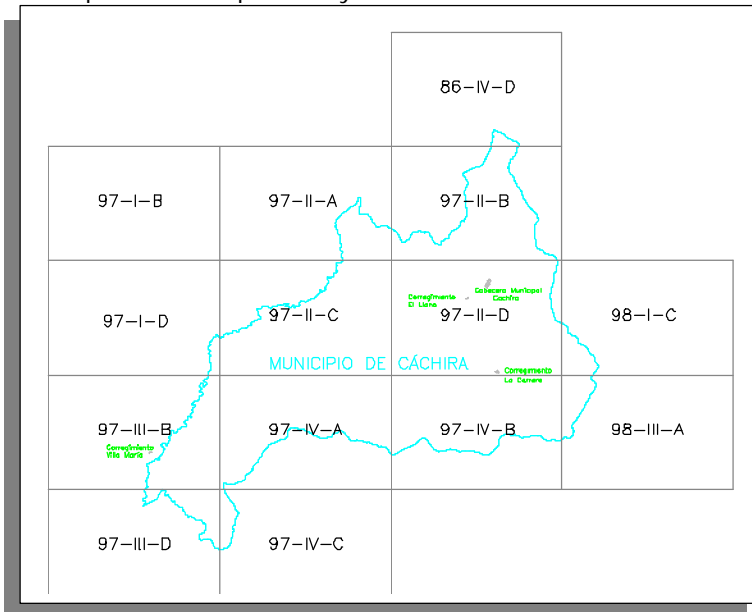 86-IV-D
97-I-B
97-II-A
97-II-B
Corregimiento
El Llano
Cabecera Municipal
Cachira
97-I-D
97-II-C
97-II-D
98-I-C
MUNICIPIO DE CÁCHIRA
Corregimiento
La Carrera
97-III-B
97-IV-A
97-IV-B
98-III-A
Corregimiento
Villa María
97-III-D
97-IV-C